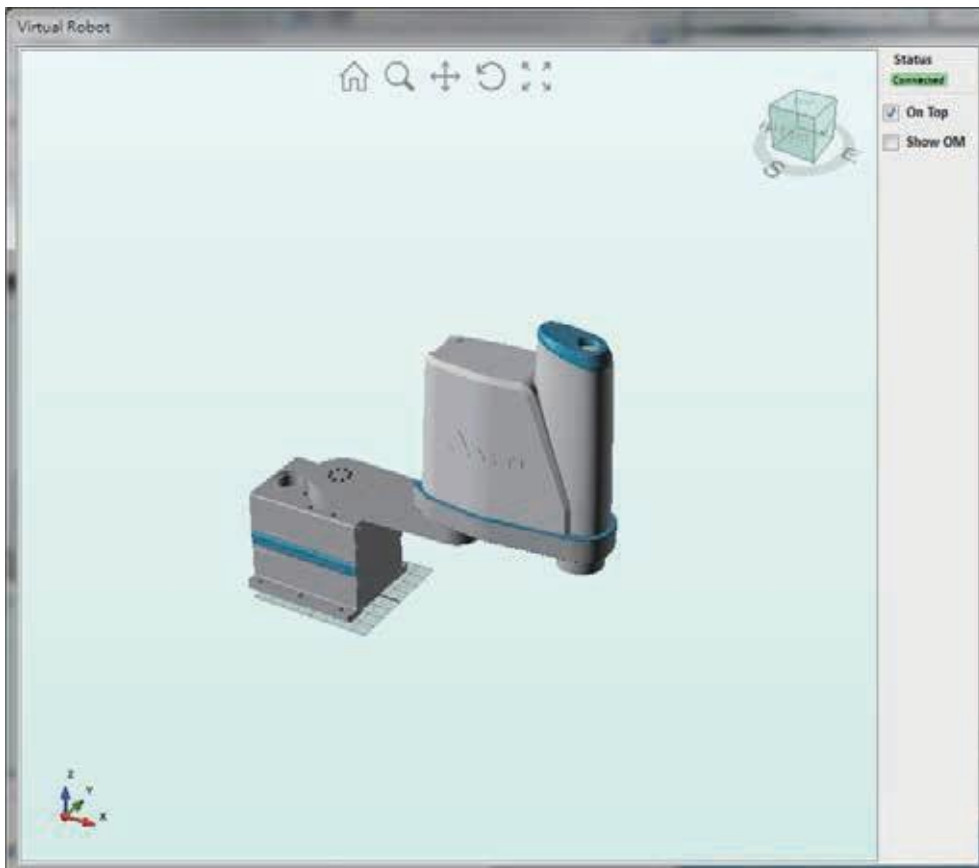 Virtual Robot
Status
Connected
On Top
Show OM
S
E
Z
Y
X